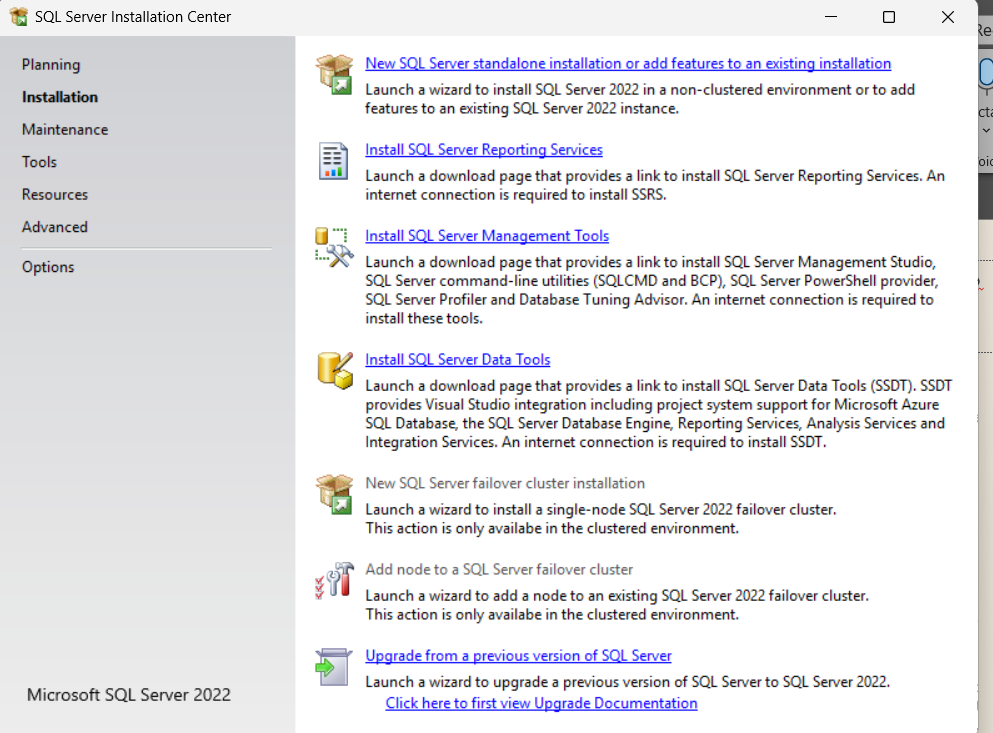 SQL Server Installation Center
Planning
Installation
Maintenance
Tools
Resources
Advanced
Options
Microsoft SQL Server 2022
New SQL Server standalone installation or add features to an existing installation
Launch a wizard to install SQL Server 2022 in a non-clustered environment or to add
features to an existing SQL Server 2022 instance.
Install SQL Server Reporting Services
Launch a download page that provides a link to install SQL Server Reporting Services. An
internet connection is required to install SSRS.
Install SQL Server Management Tools
Launch a download page that provides a link to install SQL Server Management Studio,
SQL Server command-line utilities (SQLCMD and BCP), SQL Server PowerShell provider,
SQL Server Profiler and Database Tuning Advisor. An internet connection is required to
install these tools.
Install SQL Server Data Tools
Launch a download page that provides a link to install SQL Server Data Tools (SSDT). SSDT
provides Visual Studio integration including project system support for Microsoft Azure
SQL Database, the SQL Server Database Engine, Reporting Services, Analysis Services and
Integration Services. An internet connection is required to install SSDT.
New SQL Server failover cluster installation
Launch a wizard to install a single-node SQL Server 2022 failover cluster.
This action is only availabe in the clustered environment.
Add node to a SQL Server failover cluster
Launch a wizard to add a node to an existing SQL Server 2022 failover cluster.
This action is only availabe in the clustered environment.
Upgrade from a previous version of SQL Server
Launch a wizard to upgrade a previous version of SQL Server to SQL Server 2022.
Click here to first view Upgrade Documentation